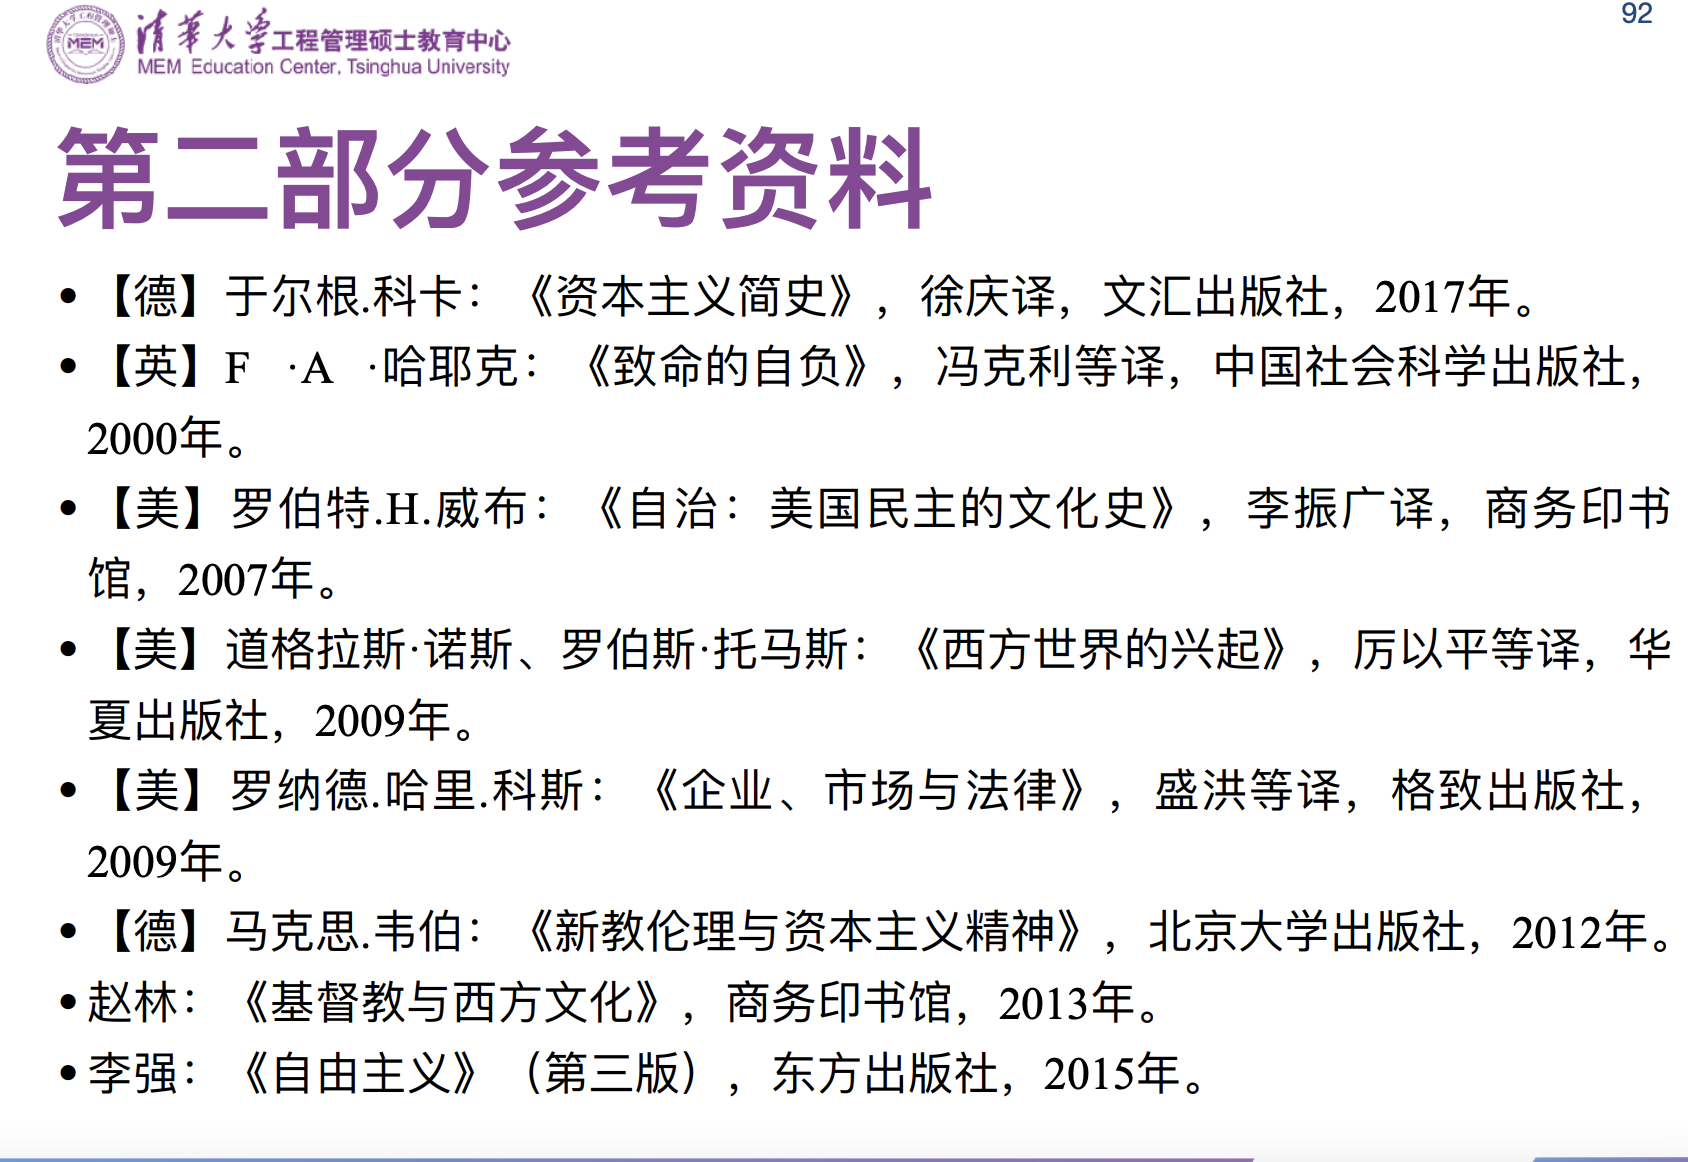 92
MEM
清华大学工程管理硕士教育中心
MEM Education Center, Tsinghua University
第二部分参考资料
• 【德】于尔根.科卡：《资本主义简史》，徐庆译，文汇出版社，2017年。
• 【英】F ·A ·哈耶克：《致命的自负》，冯克利等译，中国社会科学出版社，
2000年。
• 【美】罗伯特.H.威布：《自治：美国民主的文化史》，李振广译，商务印书
馆，2007年。
• 【美】道格拉斯·诺斯、罗伯斯·托马斯：《西方世界的兴起》，厉以平等译，华
夏出版社，2009年。
• 【美】罗纳德.哈里.科斯：《企业、市场与法律》，盛洪等译，格致出版社，
2009年。
• 【德】马克思.韦伯：《新教伦理与资本主义精神》，北京大学出版社，2012年。
• 赵林：《基督教与西方文化》，商务印书馆，2013年。
• 李强：《自由主义》（第三版），东方出版社，2015年。